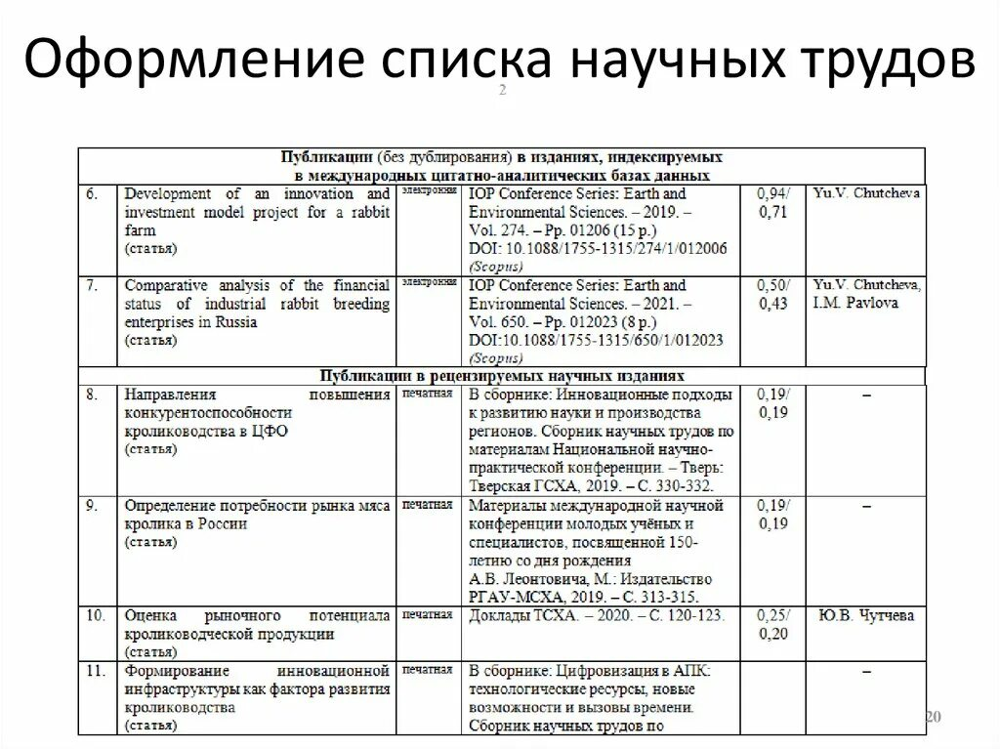 Оформление списка научных трудов
2
Публикации (без дублирования) в изданиях, индексируемых
в международных цитатно-аналитических базах данных
6.
Development of an innovation and
investment model project for a rabbit
farm
(статья)
электронная
IOP Conference Series: Earth and
Environmental Sciences. – 2019. –
Vol. 274. – Pp. 01206 (15 p.)
DOI: 10.1088/1755-1315/274/1/012006
(Scopus)
0,94/
0,71
Yu.V. Chutcheva
7.
Comparative analysis of the financial
status of industrial rabbit breeding
enterprises in Russia
(статья)
электронная
IOP Conference Series: Earth and
Environmental Sciences. – 2021. –
Vol. 650. – Pp. 012023 (8 p.)
DOI:10.1088/1755-1315/650/1/012023
(Scopus)
0,50/
0,43
Yu.V. Chutcheva,
I.M. Pavlova
Публикации в рецензируемых научных изданиях
8.
Направления повышения
конкурентоспособности
кролиководства в ЦФО
(статья)
печатная
В сборнике: Инновационные подходы
к развитию науки и производства
регионов. Сборник научных трудов по
материалам Национальной научно-
практической конференции. – Тверь:
Тверская ГСХА, 2019. – С. 330-332.
0,19/
0,19
–
9.
Определение потребности рынка мяса
кролика в России
(статья)
печатная
Материалы международной научной
конференции молодых учёных и
специалистов, посвященной 150-
летию со дня рождения
А.В. Леонтовича, М.: Издательство
РГАУ-МСХА, 2019. – С. 313-315.
0,19/
0,19
–
10.
Оценка рыночного потенциала
кролиководческой продукции
(статья)
печатная
Доклады ТСХА. – 2020. – С. 120-123.
0,25/
0,20
Ю.В. Чутчева
11.
Формирование инновационной
инфраструктуры как фактора развития
кролиководства
(статья)
печатная
В сборнике: Цифровизация в АПК:
технологические ресурсы, новые
возможности и вызовы времени.
Сборник научных трудов по
–
20